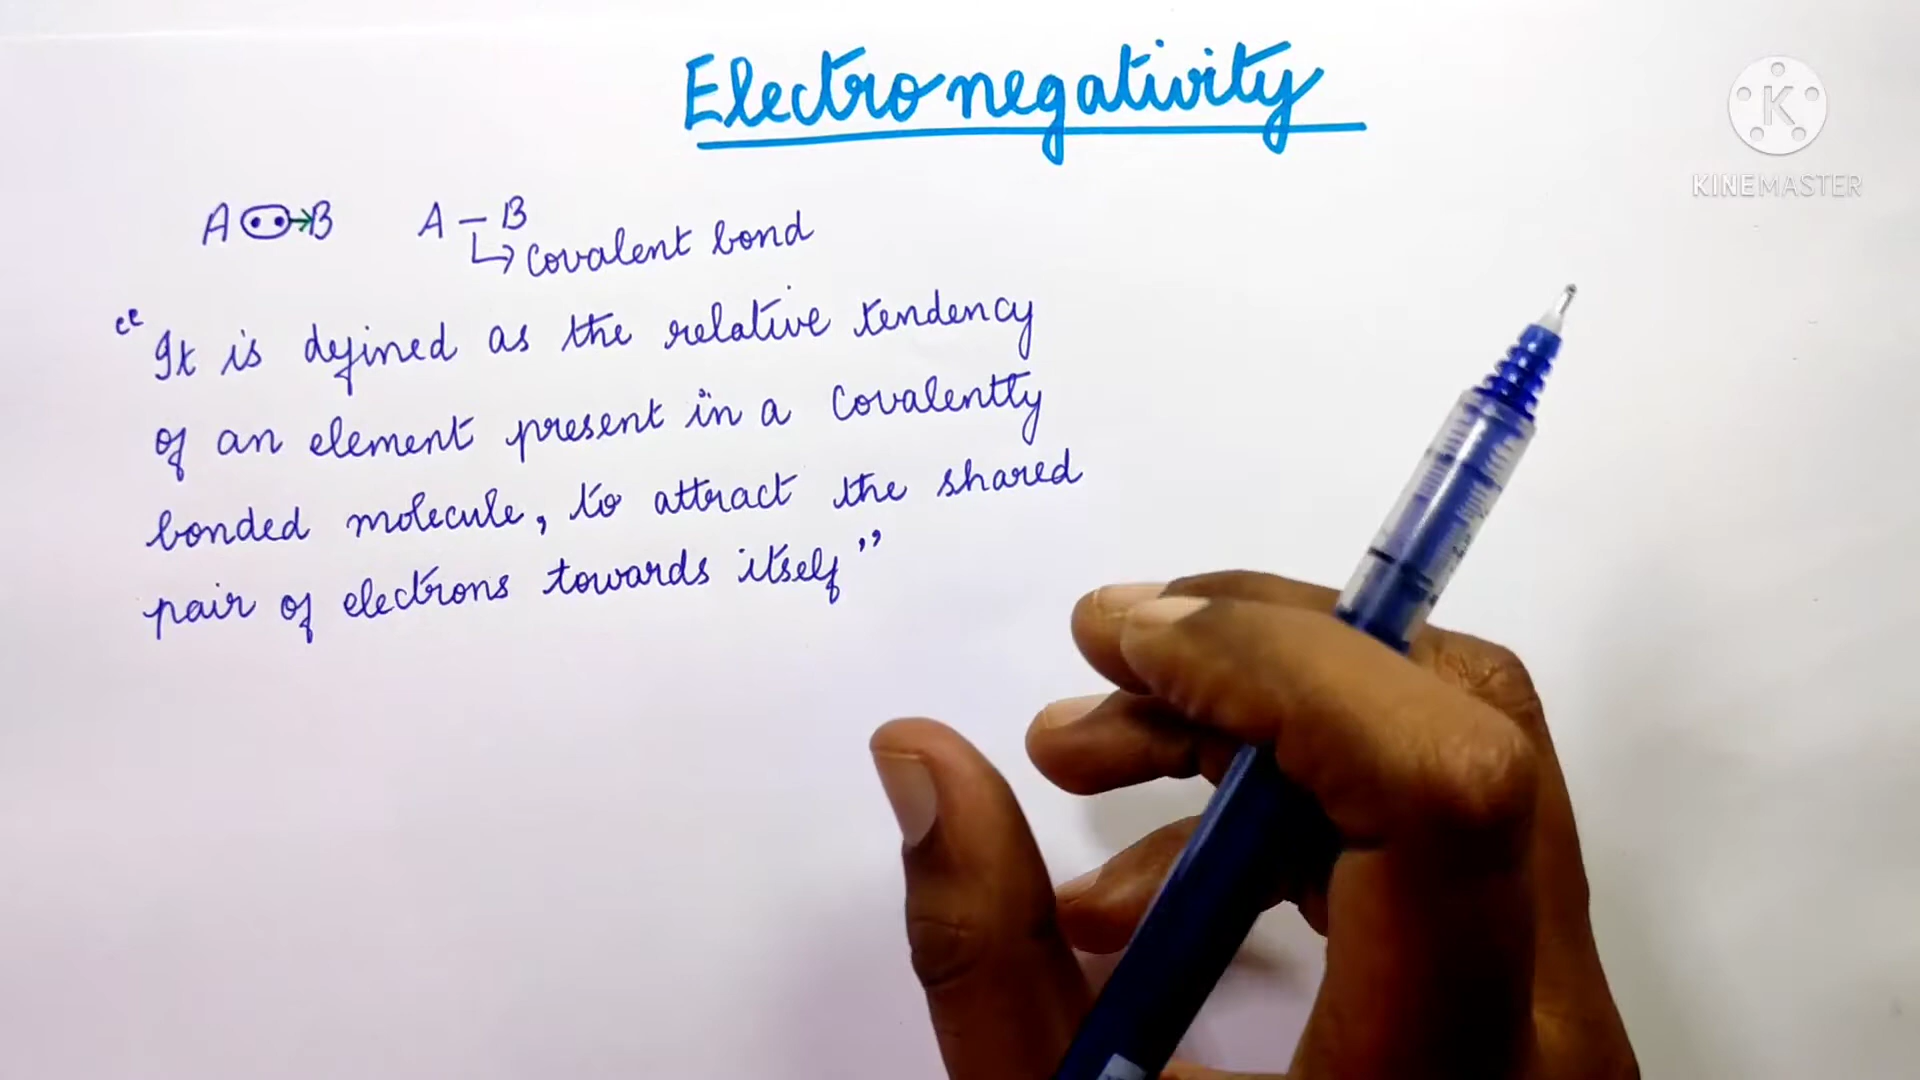 Electronegativity
A : → B A – B
↳ Covalent bond
"It is defined as the relative tendency
of an element present in a covalently
bonded molecule, to attract the shared
pair of electrons towards itself"
K
KINEMASTER